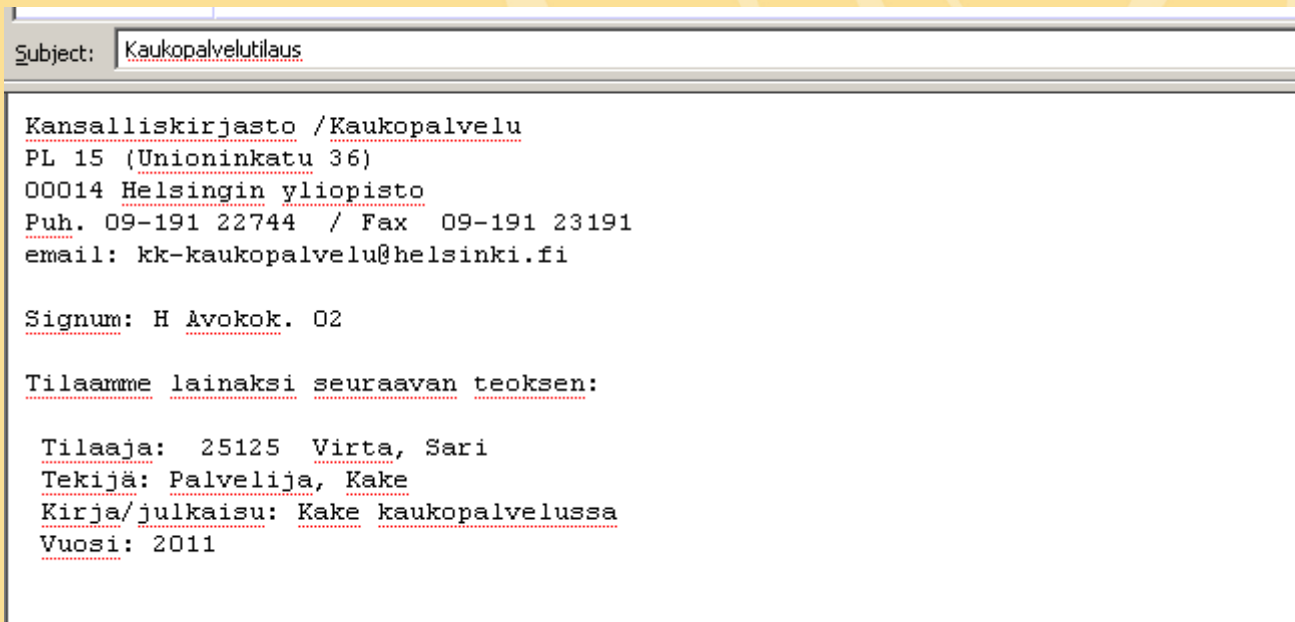 Subject: Kaukopalvelutilaus
Kansalliskirjasto /Kaukopalvelu
PL 15 (Unioninkatu 36)
00014 Helsingin yliopisto
Puh. 09-191 22744  / Fax  09-191 23191
email: kk-kaukopalvelu@helsinki.fi
Signum: H Avokok. 02
Tilaamme lainaksi seuraavan teoksen:
Tilaaja:  25125  Virta, Sari
Tekijä: Palvelija, Kake
Kirja/julkaisu: Kake kaukopalvelussa
Vuosi: 2011